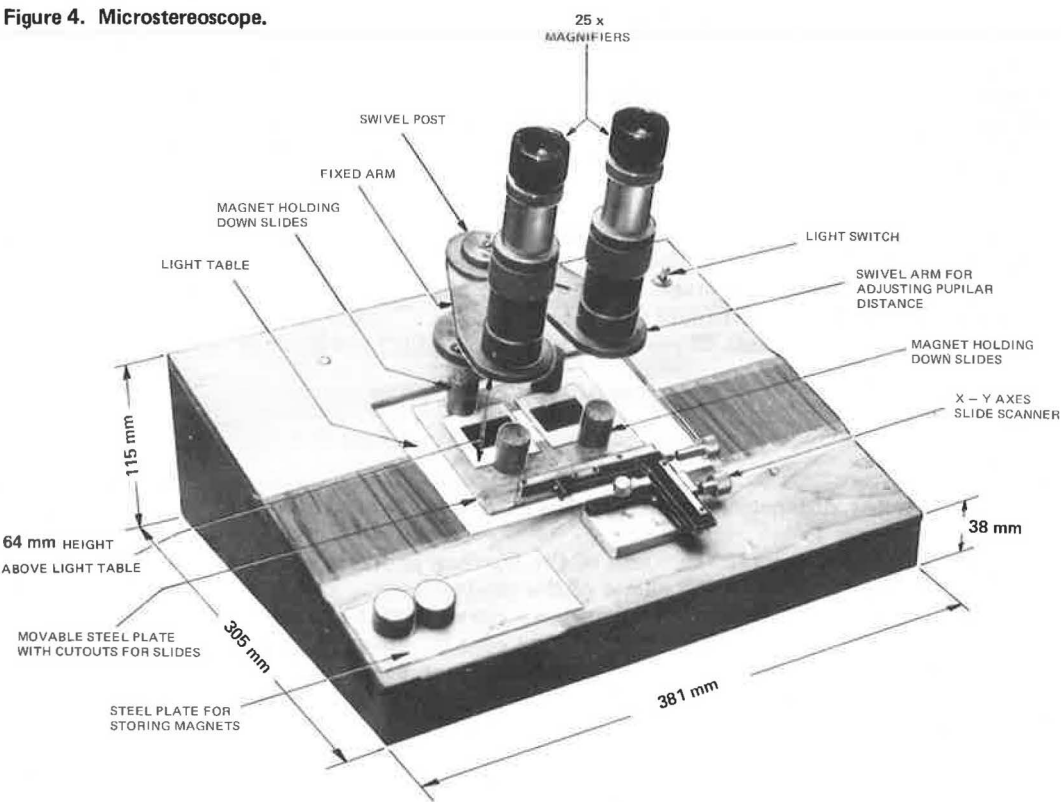 Figure 4. Microstereoscope.
25 x
MAGNIFIERS
SWIVEL POST
FIXED ARM
MAGNET HOLDING
DOWN SLIDES
LIGHT TABLE
LIGHT SWITCH
SWIVEL ARM FOR
ADJUSTING PUPILAR
DISTANCE
MAGNET HOLDING
DOWN SLIDES
X – Y AXES
SLIDE SCANNER
115 mm
64 mm HEIGHT
ABOVE LIGHT TABLE
38 mm
MOVABLE STEEL PLATE
WITH CUTOUTS FOR SLIDES
305 mm
381 mm
STEEL PLATE FOR
STORING MAGNETS